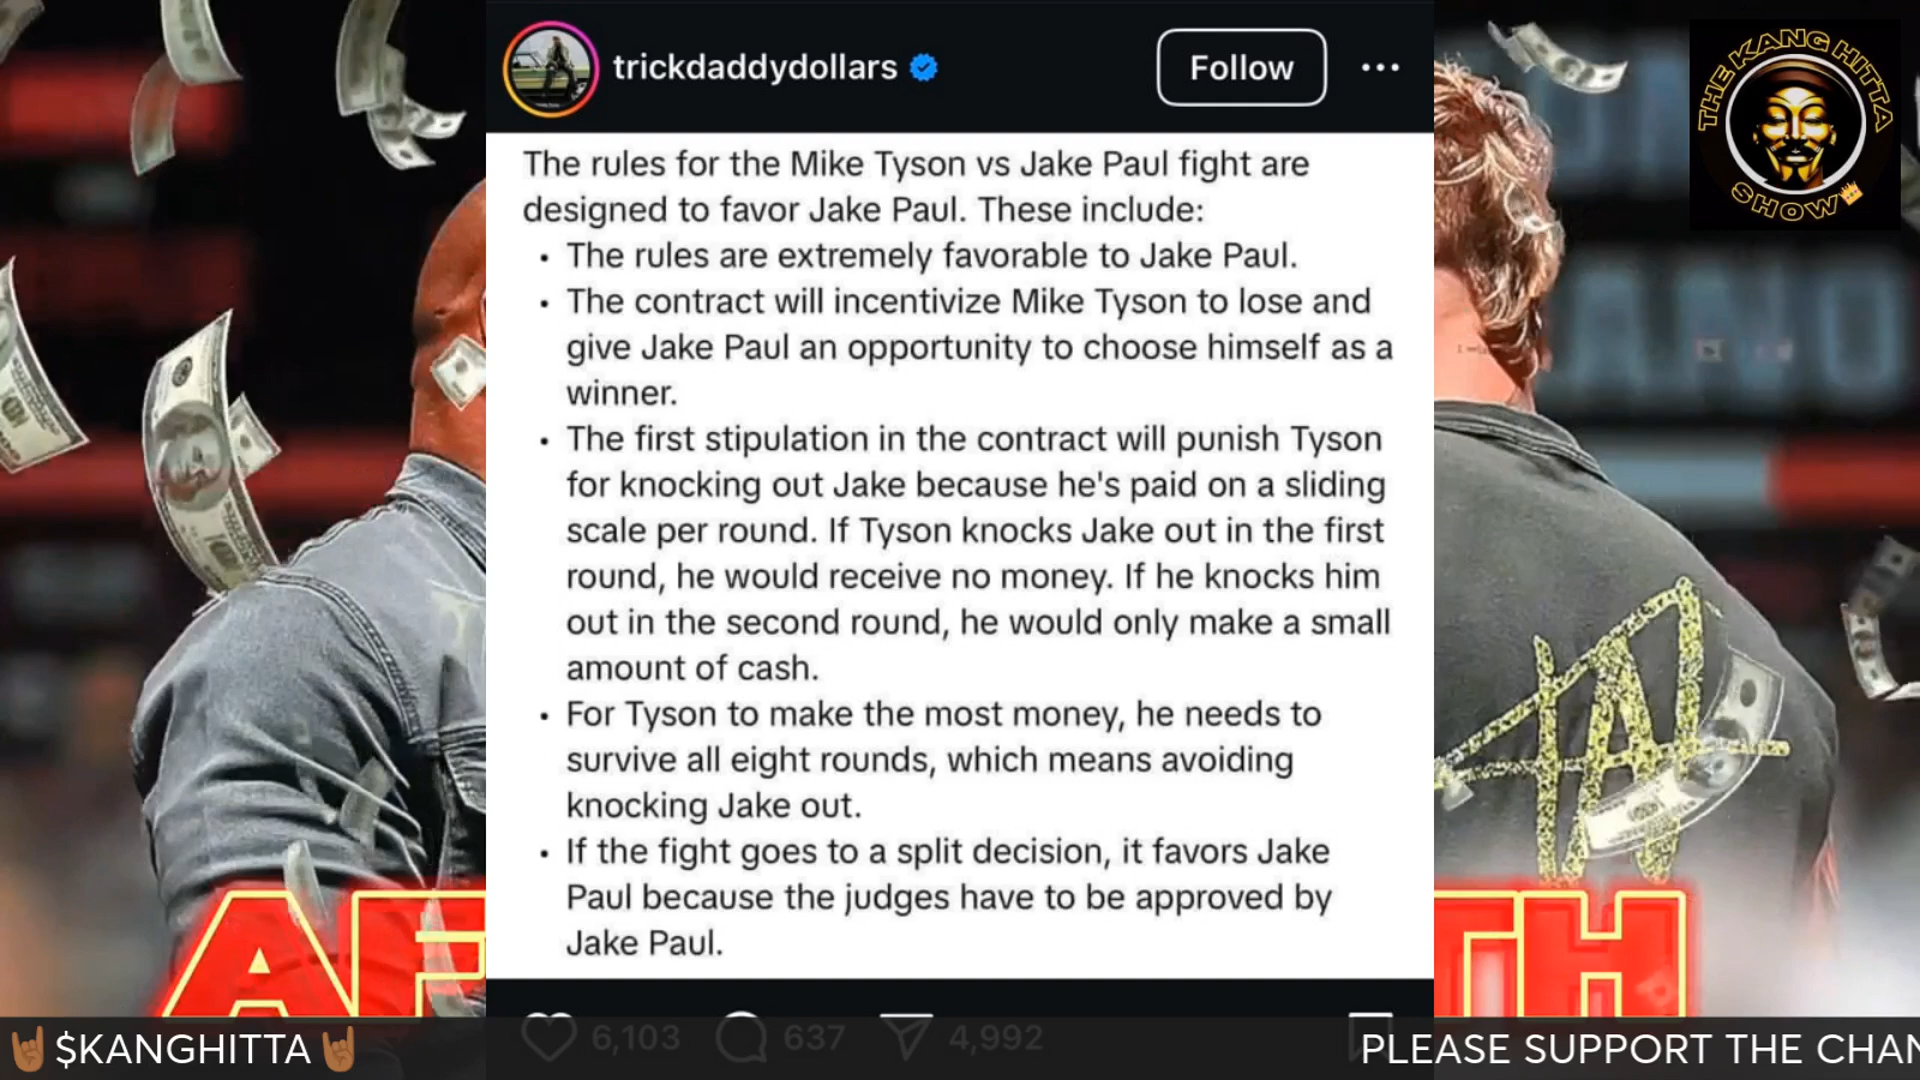 trickdaddydollars
Follow
THE KANG HITTA
SHOW
The rules for the Mike Tyson vs Jake Paul fight are
designed to favor Jake Paul. These include:
• The rules are extremely favorable to Jake Paul.
• The contract will incentivize Mike Tyson to lose and
give Jake Paul an opportunity to choose himself as a
winner.
• The first stipulation in the contract will punish Tyson
for knocking out Jake because he's paid on a sliding
scale per round. If Tyson knocks Jake out in the first
round, he would receive no money. If he knocks him
out in the second round, he would only make a small
amount of cash.
• For Tyson to make the most money, he needs to
survive all eight rounds, which means avoiding
knocking Jake out.
• If the fight goes to a split decision, it favors Jake
Paul because the judges have to be approved by
Jake Paul.
AF
TH
6,103 637 4,992
🤘🏾$KANGHITTA🤘🏾
PLEASE SUPPORT THE CHAN